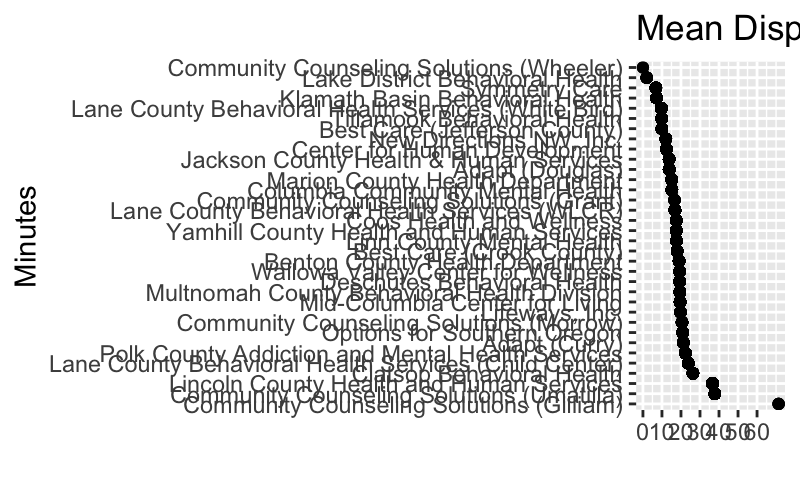 Mean Disp
Community Counseling Solutions (Wheeler)
Lake District Behavioral Health
Symmetry Care
Klamath Basin Behavioral Health
Lane County Behavioral Health Services (White Bird)
Tillamook Behavioral Health
Best Care (Jefferson County)
New Directions NW, Inc.
Center for Human Development
Jackson County Health & Human Services
Adapt (Douglas)
Marion County Health Department
Columbia Community Mental Health
Community Counseling Solutions (Grant)
Lane County Behavioral Health Services (WLCR)
Coos Health and Wellness
Yamhill County Health and Human Services
Linn County Mental Health
Best Care (Crook County)
Benton County Health Department
Wallowa Valley Center for Wellness
Deschutes Behavioral Health
Multnomah County Behavioral Health Division
Mid-Columbia Center for Living
Lifeways, Inc.
Community Counseling Solutions (Morrow)
Options for Southern Oregon
Adapt (Curry)
Polk County Addiction and Mental Health Services
Lane County Behavioral Health Services (Child Center)
Clatsop Behavioral Health
Lincoln County Health and Human Services
Community Counseling Solutions (Umatilla)
Community Counseling Solutions (Gilliam)
Minutes
0 10 20 30 40 50 60